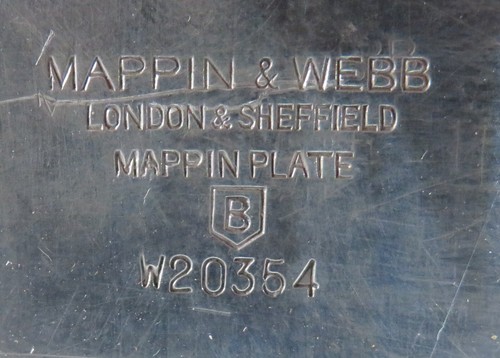 MAPPIN & WEBB
LONDON & SHEFFIELD
MAPPIN PLATE
B
W20354